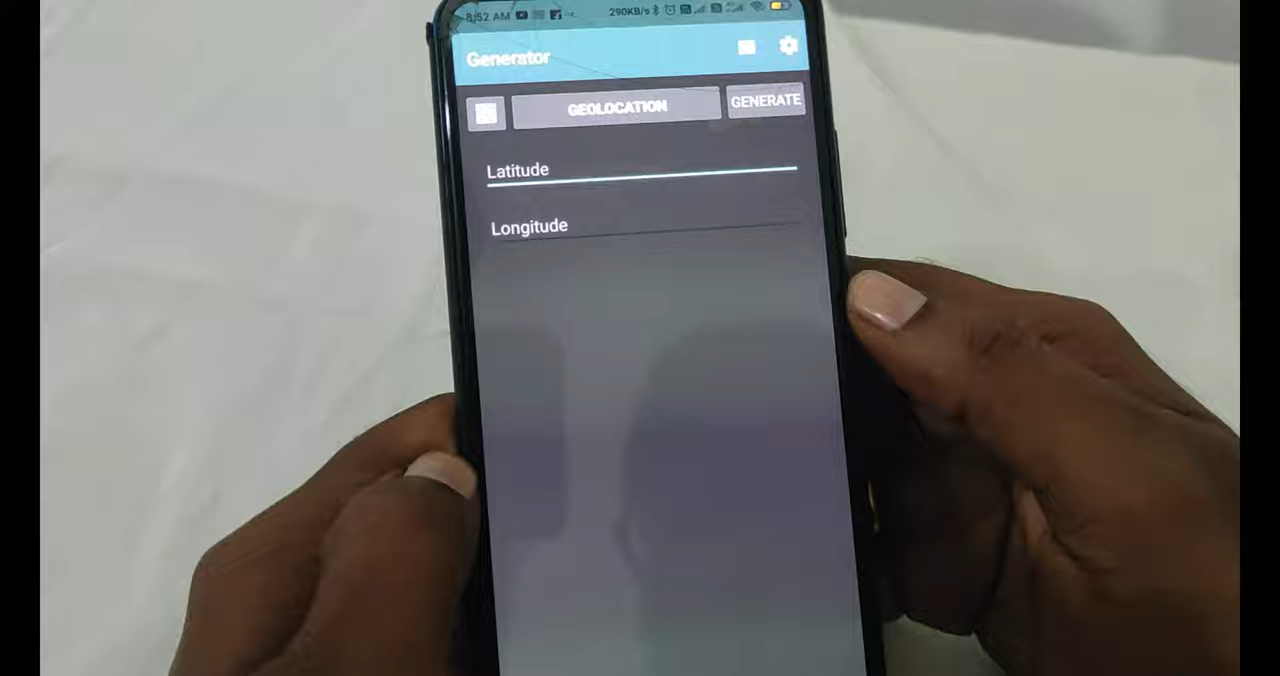 8:52 AM 290KB/s
Generator
GEOLOCATION GENERATE
Latitude
Longitude